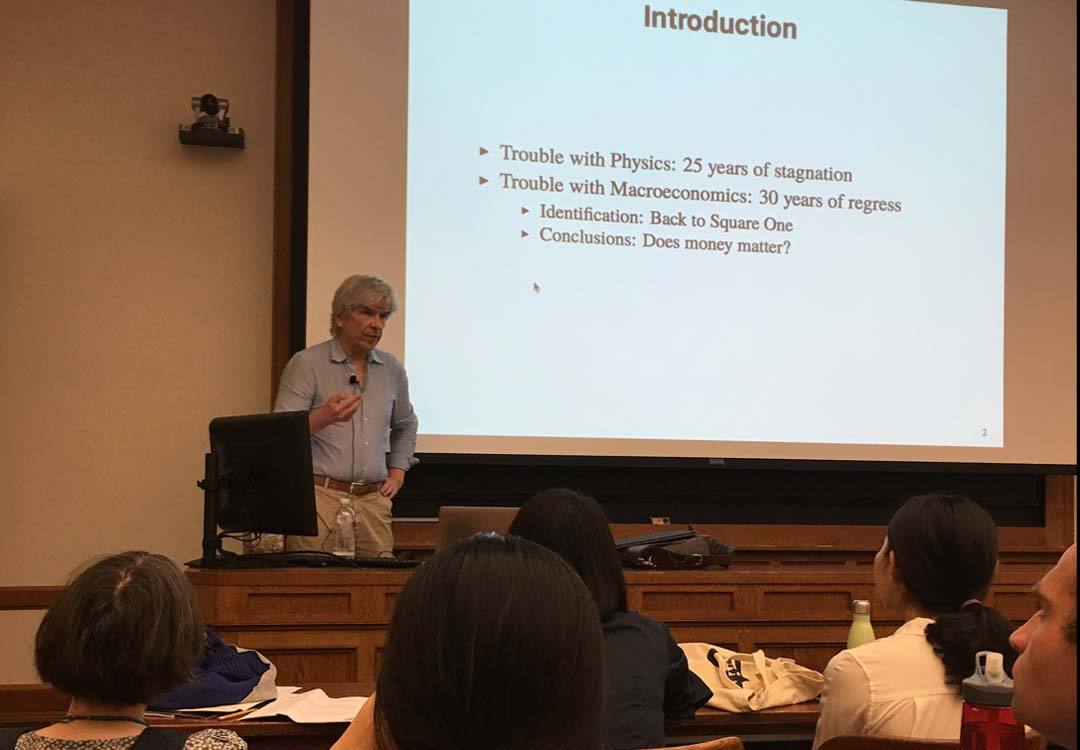 Introduction
► Trouble with Physics: 25 years of stagnation
► Trouble with Macroeconomics: 30 years of regress
► Identification: Back to Square One
► Conclusions: Does money matter?
2